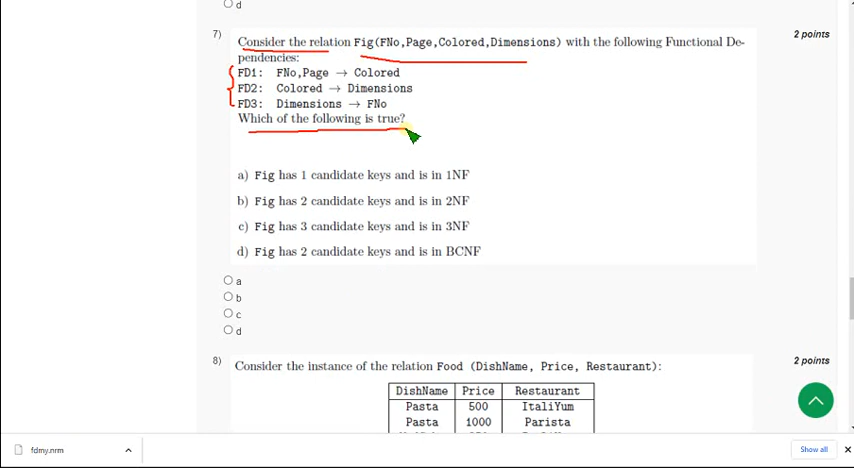 d
7) Consider the relation Fig(FNo,Page,Colored,Dimensions) with the following Functional De- 2 points
pendencies:
FD1: FNo,Page → Colored
FD2: Colored → Dimensions
FD3: Dimensions → FNo
Which of the following is true?
a) Fig has 1 candidate keys and is in 1NF
b) Fig has 2 candidate keys and is in 2NF
c) Fig has 3 candidate keys and is in 3NF
d) Fig has 2 candidate keys and is in BCNF
a
b
c
d
8) Consider the instance of the relation Food (DishName, Price, Restaurant): 2 points
DishName Price Restaurant
Pasta 500 ItaliYum
Pasta 1000 Parista
fdmy.nrm Show all